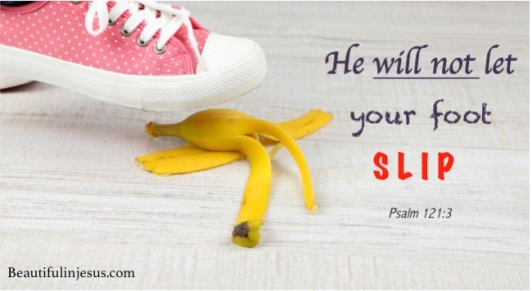 He will not let
your foot
SLIP
Psalm 121:3
Beautifulinjesus.com